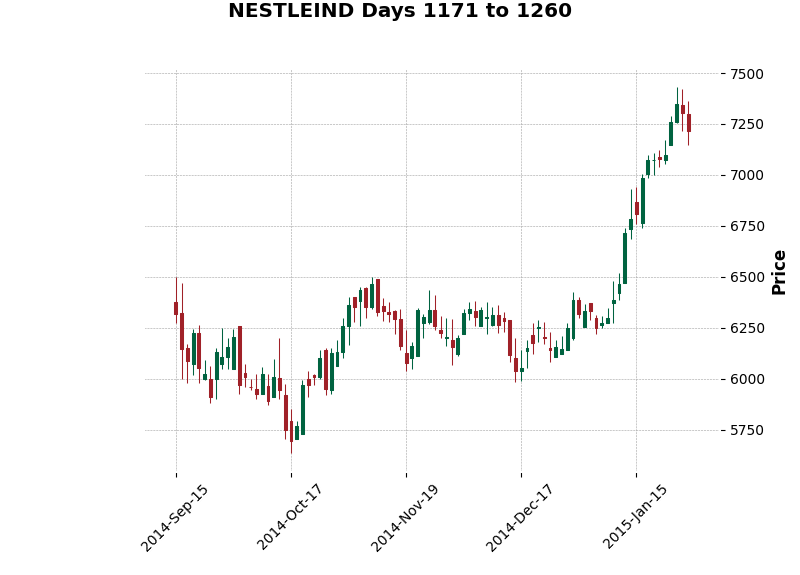 NESTLEIND Days 1171 to 1260
7500
7250
7000
6750
6500
6250
6000
5750
Price
2014-Sep-15
2014-Oct-17
2014-Nov-19
2014-Dec-17
2015-Jan-15